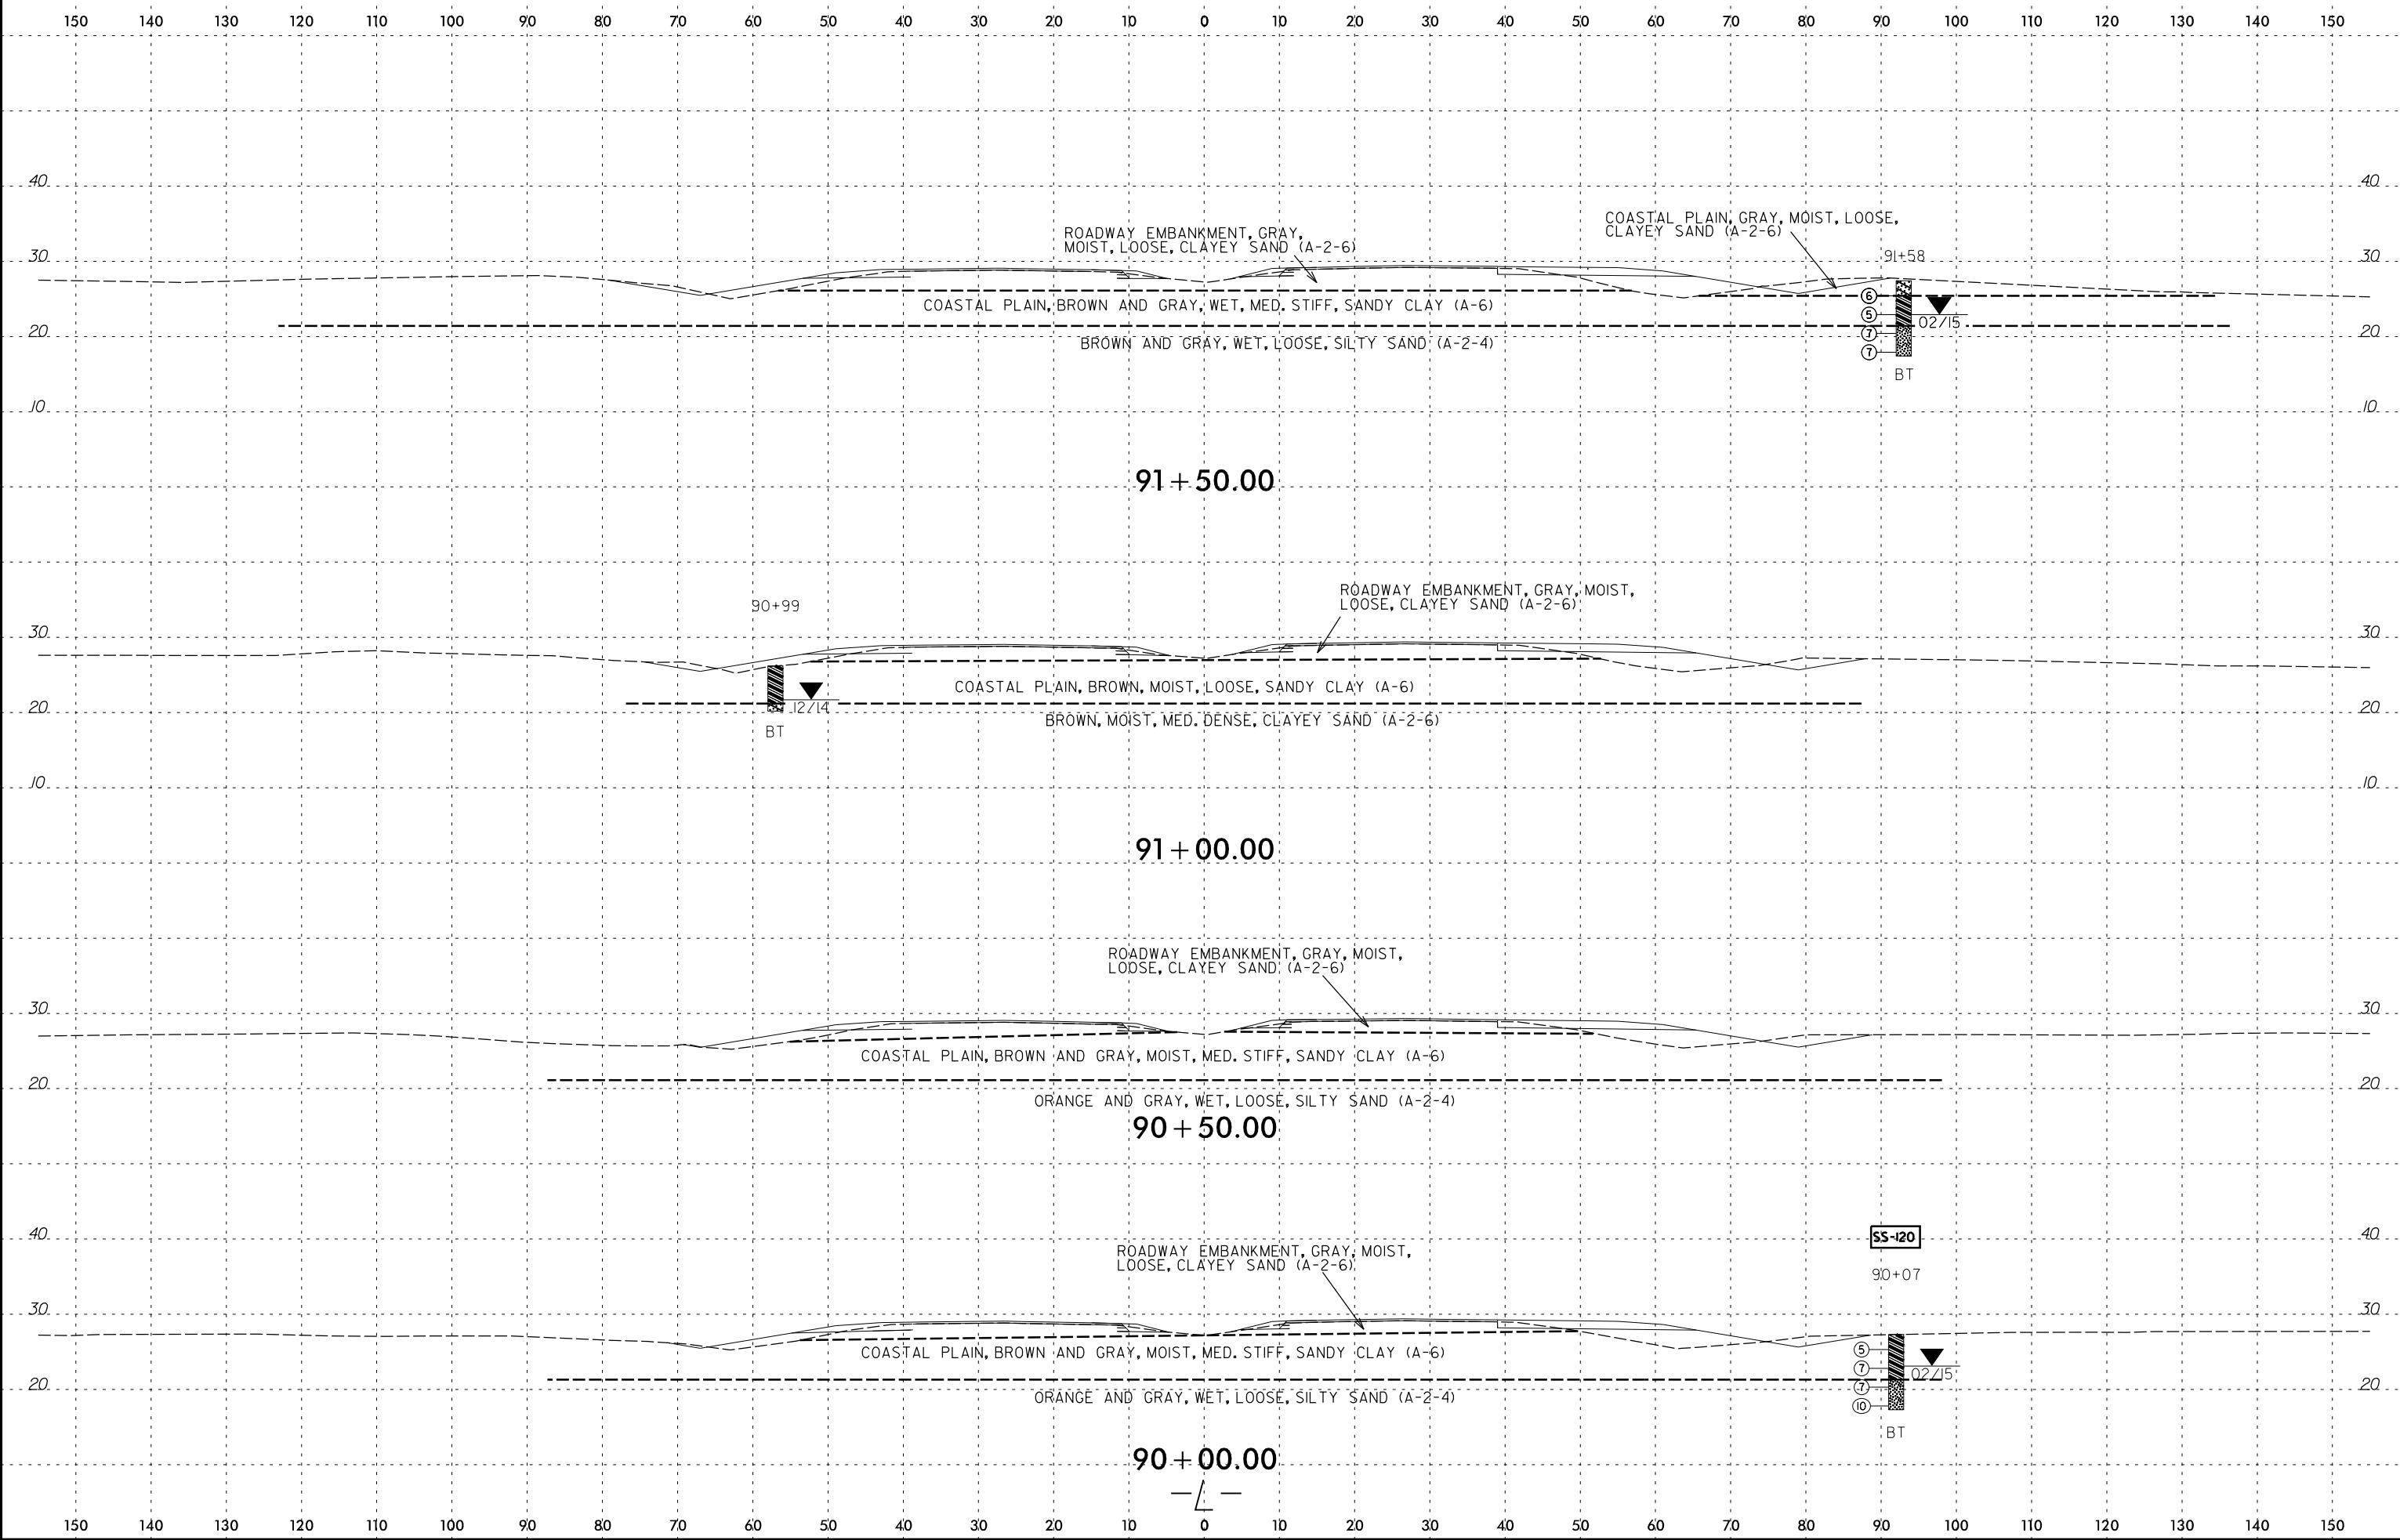 150 140 130 120 110 100 90 80 70 60 50 40 30 20 10 0 10 20 30 40 50 60 70 80 90 100 110 120 130 140 150
40 40
COASTAL PLAIN, GRAY, MOIST, LOOSE,
CLAYEY SAND (A-2-6)
ROADWAY EMBANKMENT, GRAY,
MOIST, LOOSE, CLAYEY SAND (A-2-6)
91+58
30 30
COASTAL PLAIN, BROWN AND GRAY, WET, MED. STIFF, SANDY CLAY (A-6)
6
5
02/15
20 7 20
BROWN AND GRAY, WET, LOOSE, SILTY SAND (A-2-4)
7
BT
10 10
91+50.00
ROADWAY EMBANKMENT, GRAY, MOIST,
LOOSE, CLAYEY SAND (A-2-6)
90+99
30 30
COASTAL PLAIN, BROWN, MOIST, LOOSE, SANDY CLAY (A-6)
12/14
20 20
BROWN, MOIST, MED. DENSE, CLAYEY SAND (A-2-6)
BT
10 10
91+00.00
ROADWAY EMBANKMENT, GRAY, MOIST,
LOOSE, CLAYEY SAND (A-2-6)
30 30
COASTAL PLAIN, BROWN AND GRAY, MOIST, MED. STIFF, SANDY CLAY (A-6)
20 20
ORANGE AND GRAY, WET, LOOSE, SILTY SAND (A-2-4)
90+50.00
40 SS-120 40
ROADWAY EMBANKMENT, GRAY, MOIST,
LOOSE, CLAYEY SAND (A-2-6)
90+07
30 30
COASTAL PLAIN, BROWN AND GRAY, MOIST, MED. STIFF, SANDY CLAY (A-6)
5
7
02/15
20 7 20
ORANGE AND GRAY, WET, LOOSE, SILTY SAND (A-2-4)
10
BT
90+00.00
-L-
150 140 130 120 110 100 90 80 70 60 50 40 30 20 10 0 10 20 30 40 50 60 70 80 90 100 110 120 130 140 150